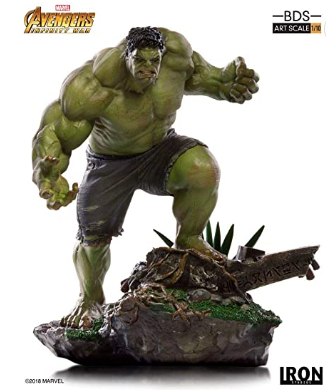 MARVEL
AVENGERS
INFINITY WAR
BDS
ART SCALE 1/10
©2018 MARVEL
IRON
STUDIOS